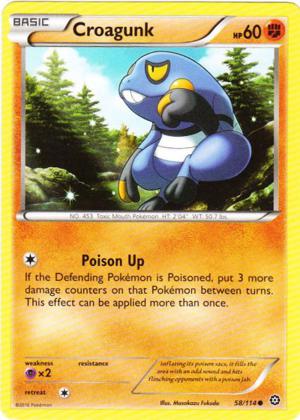 BASIC
Croagunk HP60
NO. 453 Toxic Mouth Pokémon HT: 2'04" WT: 50.7 lbs.
Poison Up
If the Defending Pokémon is Poisoned, put 3 more
damage counters on that Pokémon between turns.
This effect can be applied more than once.
weakness resistance
×2
retreat
Inflating its poison sacs, it fills the
area with an odd sound and hits
flinching opponents with a poison jab.
Illus. Masakazu Fukuda
58/114
©2016 Pokémon